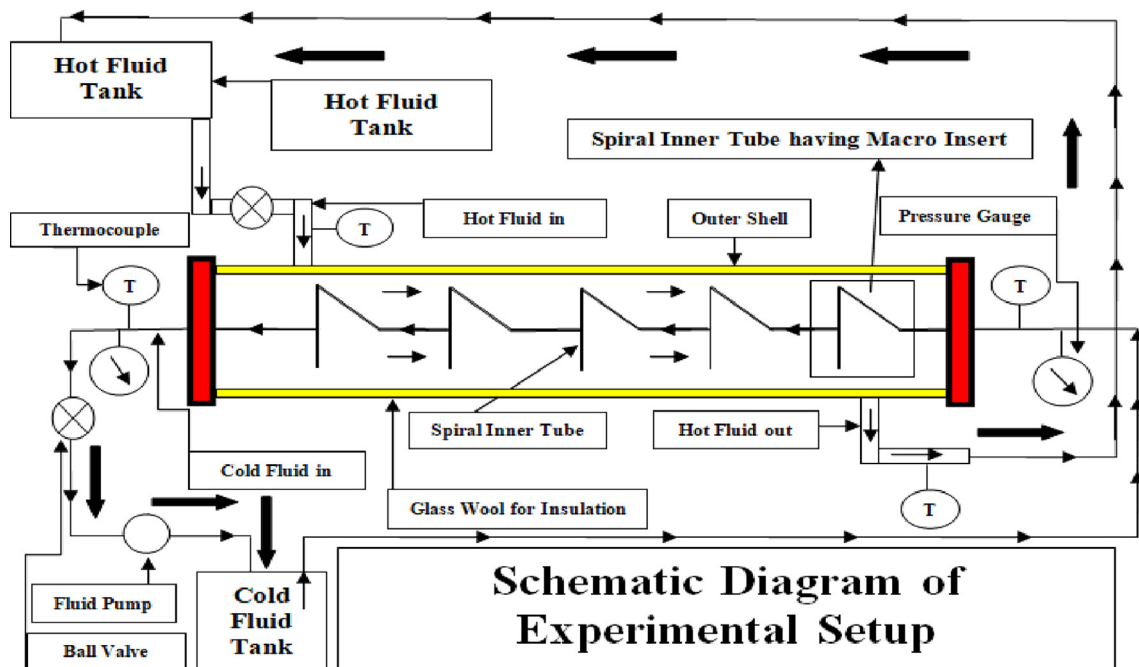 Hot Fluid
Tank
Hot Fluid
Tank
Spiral Inner Tube having Macro Insert
Thermocouple
Hot Fluid in
Outer Shell
Pressure Gauge
T
T
T
Spiral Inner Tube
Hot Fluid out
Cold Fluid in
Glass Wool for Insulation
T
Fluid Pump
Ball Valve
Cold
Fluid
Tank
Schematic Diagram of
Experimental Setup